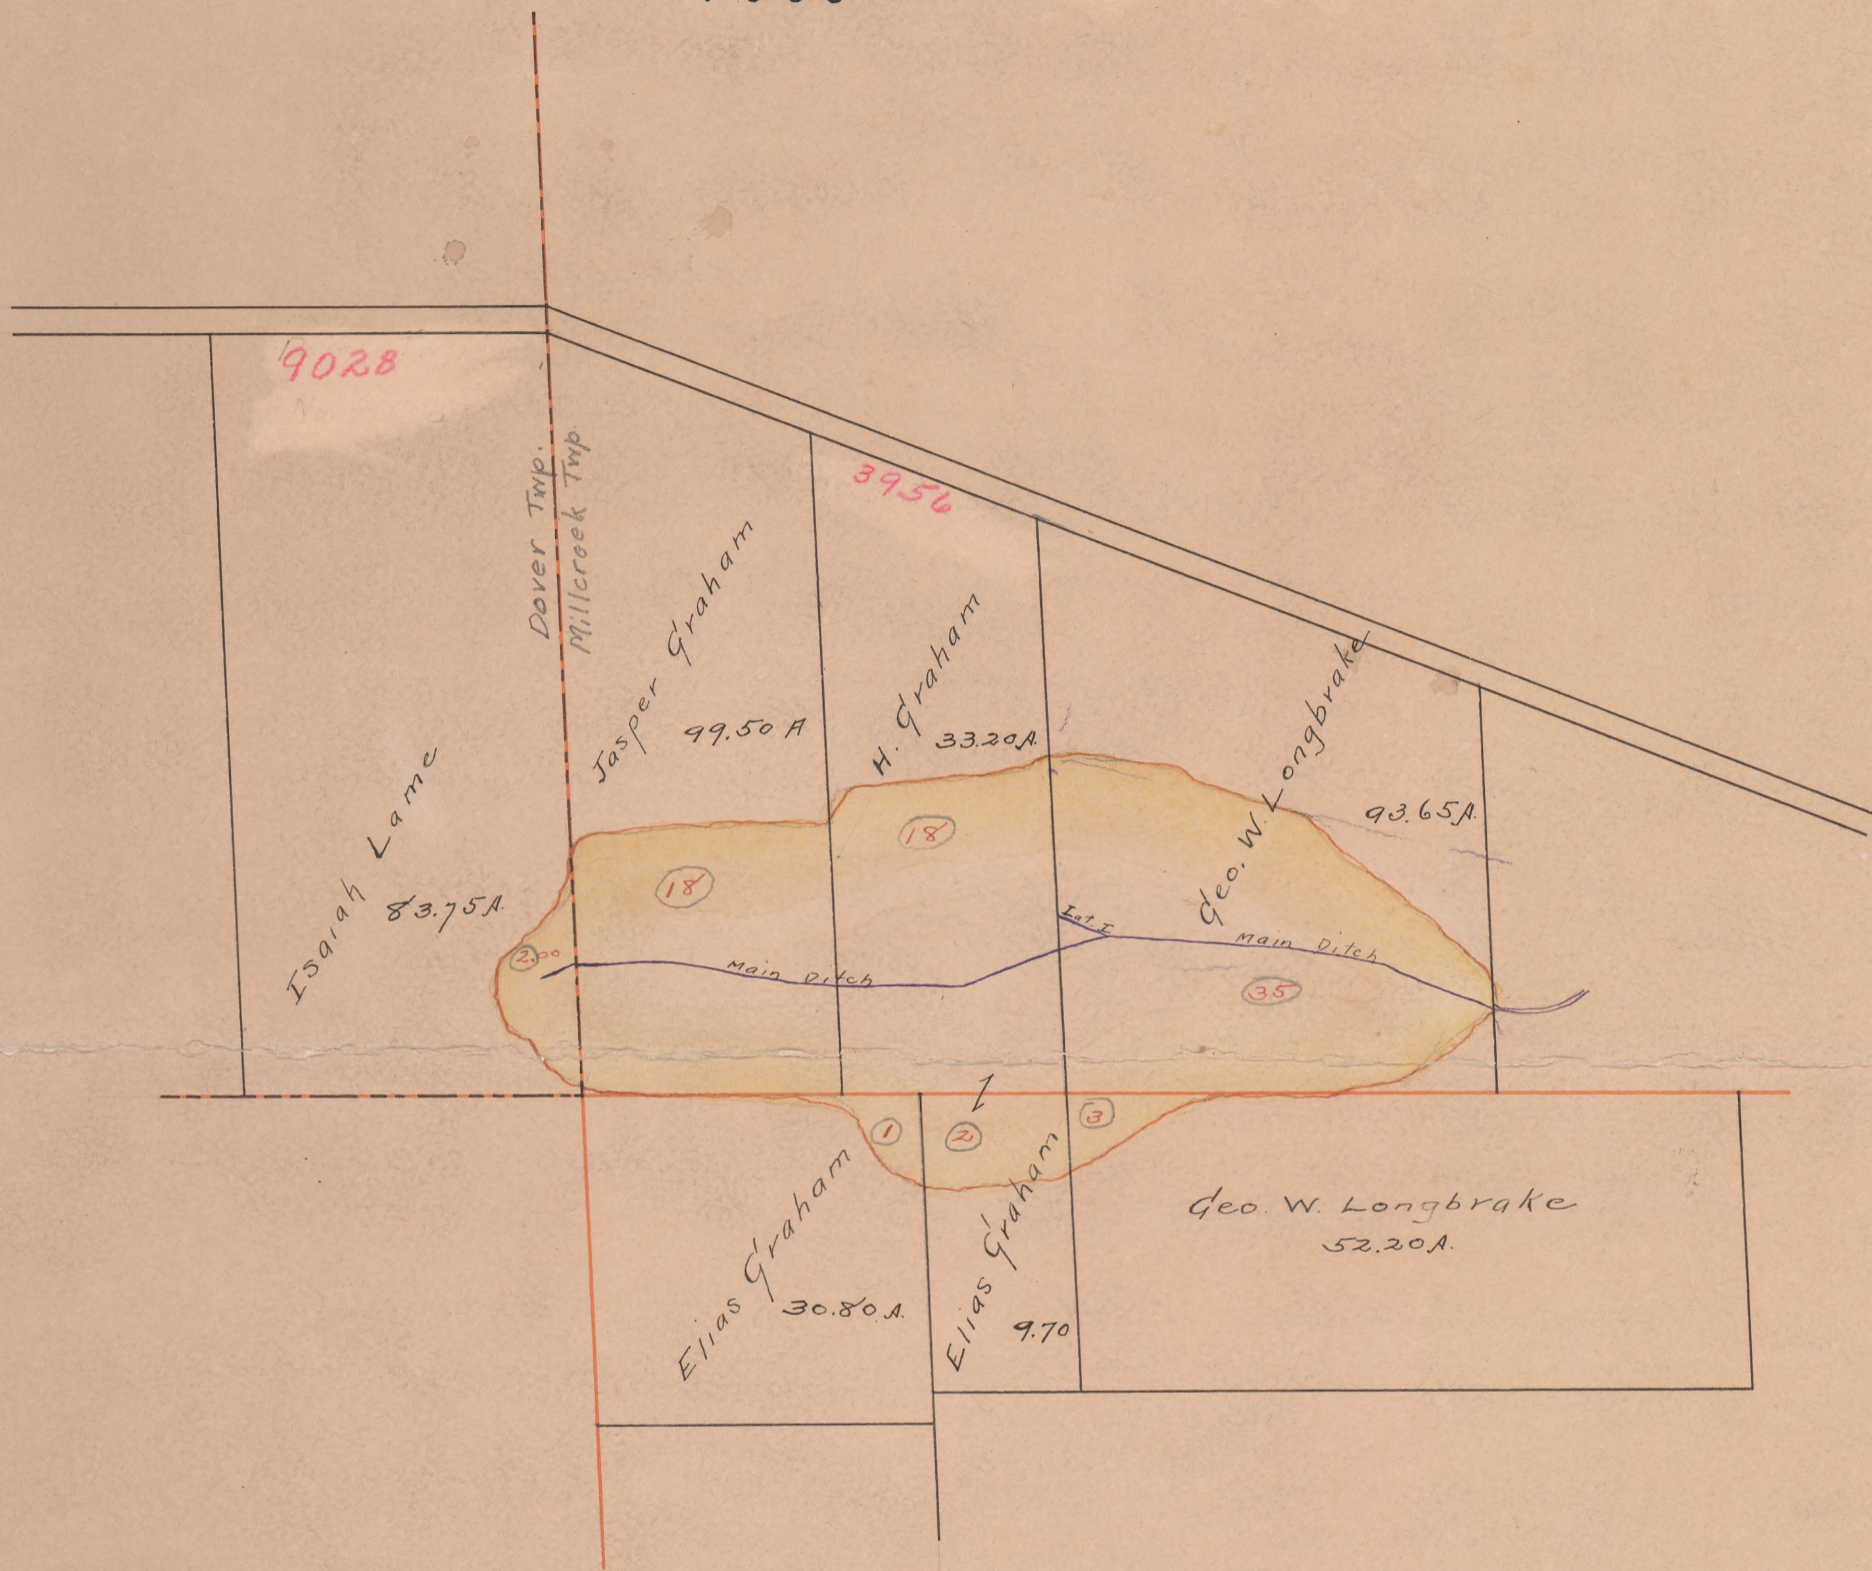 9028
Dover Twp.
Millcreek Twp.
3956
Jasper Graham
99.50 A
H. Graham
33.20 A.
Geo. W. Longbrake
93.65 A.
Isaiah Lame
83.75 A.
18
18
2.00
Main Ditch
Lat. I
Main Ditch
35
1
2
3
Elias Graham
30.80 A.
Elias Graham
9.70
Geo. W. Longbrake
52.20 A.